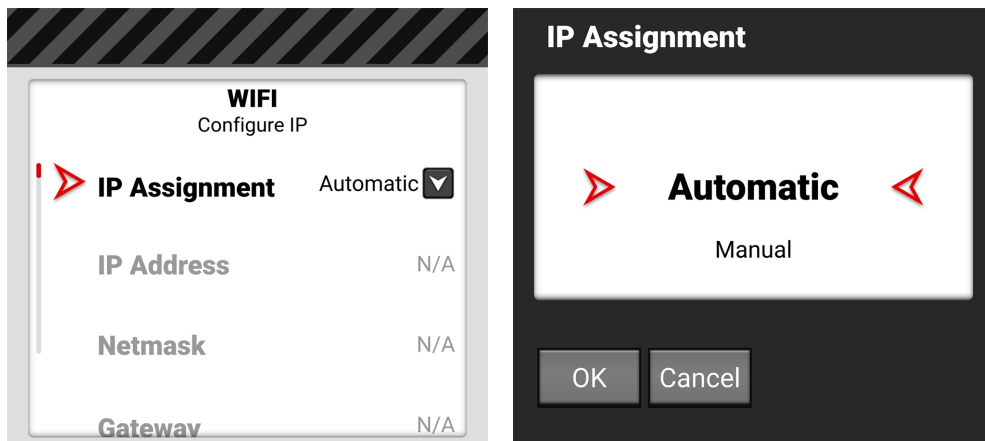 WIFI
Configure IP
IP Assignment Automatic
IP Address N/A
Netmask N/A
Gateway N/A
IP Assignment
Automatic
Manual
OK Cancel